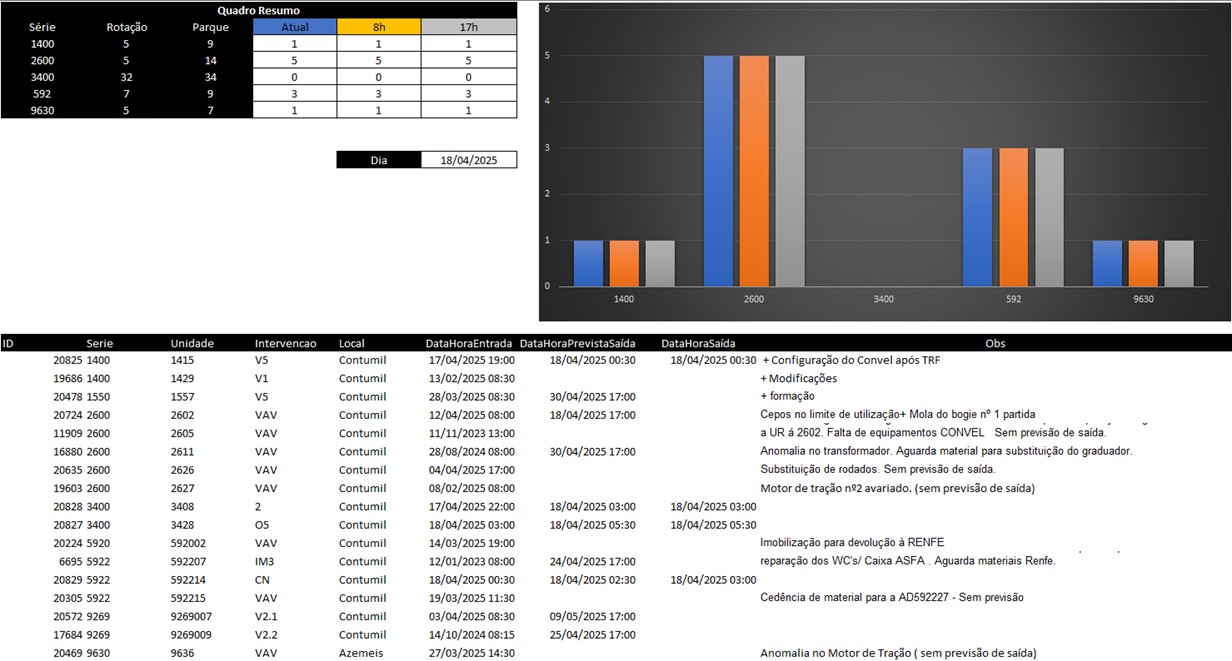 Quadro Resumo
Série Rotação Parque Atual 8h 17h
1400 5 9 1 1 1
2600 5 14 5 5 5
3400 32 34 0 0 0
592 7 9 3 3 3
9630 5 7 1 1 1
Dia 18/04/2025
6
5
4
3
2
1
0
1400 2600 3400 592 9630
ID Serie Unidade Intervencao Local DataHoraEntrada DataHoraPrevistaSaída DataHoraSaída Obs
20825 1400 1415 V5 Contumil 17/04/2025 19:00 18/04/2025 00:30 18/04/2025 00:30 + Configuração do Convel após TRF
19686 1400 1429 V1 Contumil 13/02/2025 08:30 + Modificações
20478 1550 1557 V5 Contumil 28/03/2025 08:30 30/04/2025 17:00 + formação
20724 2600 2602 VAV Contumil 12/04/2025 08:00 18/04/2025 17:00 Cepos no limite de utilização+ Mola do bogie nº 1 partida
11909 2600 2605 VAV Contumil 11/11/2023 13:00 a UR á 2602. Falta de equipamentos CONVEL Sem previsão de saída.
16880 2600 2611 VAV Contumil 28/08/2024 08:00 30/04/2025 17:00 Anomalia no transformador. Aguarda material para substituição do graduador.
20635 2600 2626 VAV Contumil 04/04/2025 17:00 Substituição de rodados. Sem previsão de saída.
19603 2600 2627 VAV Contumil 08/02/2025 08:00 Motor de tração nº2 avariado. (sem previsão de saída)
20828 3400 3408 2 Contumil 17/04/2025 22:00 18/04/2025 03:00 18/04/2025 03:00
20827 3400 3428 O5 Contumil 18/04/2025 03:00 18/04/2025 05:30 18/04/2025 05:30
20224 5920 592002 VAV Contumil 14/03/2025 19:00 Imobilização para devolução á RENFE
6695 5922 592207 IM3 Contumil 12/01/2023 08:00 24/04/2025 17:00 reparação dos WC's/ Caixa ASFA . Aguarda materiais Renfe.
20829 5922 592214 CN Contumil 18/04/2025 00:30 18/04/2025 02:30 18/04/2025 03:00
20305 5922 592215 VAV Contumil 19/03/2025 11:30 Cedência de material para a AD592227 - Sem previsão
20572 9269 9269007 V2.1 Contumil 03/04/2025 08:30 09/05/2025 17:00
17684 9269 9269009 V2.2 Contumil 14/10/2024 08:15 25/04/2025 17:00
20469 9630 9636 VAV Azemeis 27/03/2025 14:30 Anomalia no Motor de Tração ( sem previsão de saída)